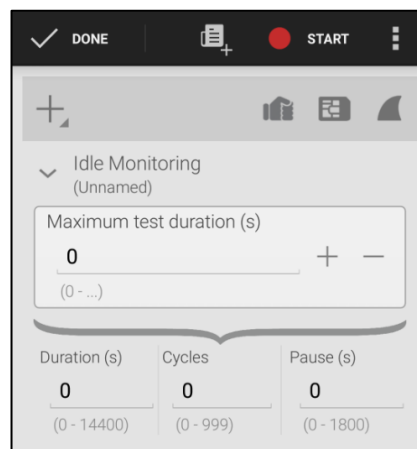 DONE START
Idle Monitoring
(Unnamed)
Maximum test duration (s)
0
(0 - ...)
Duration (s) Cycles Pause (s)
0 0 0
(0 - 14400) (0 - 999) (0 - 1800)